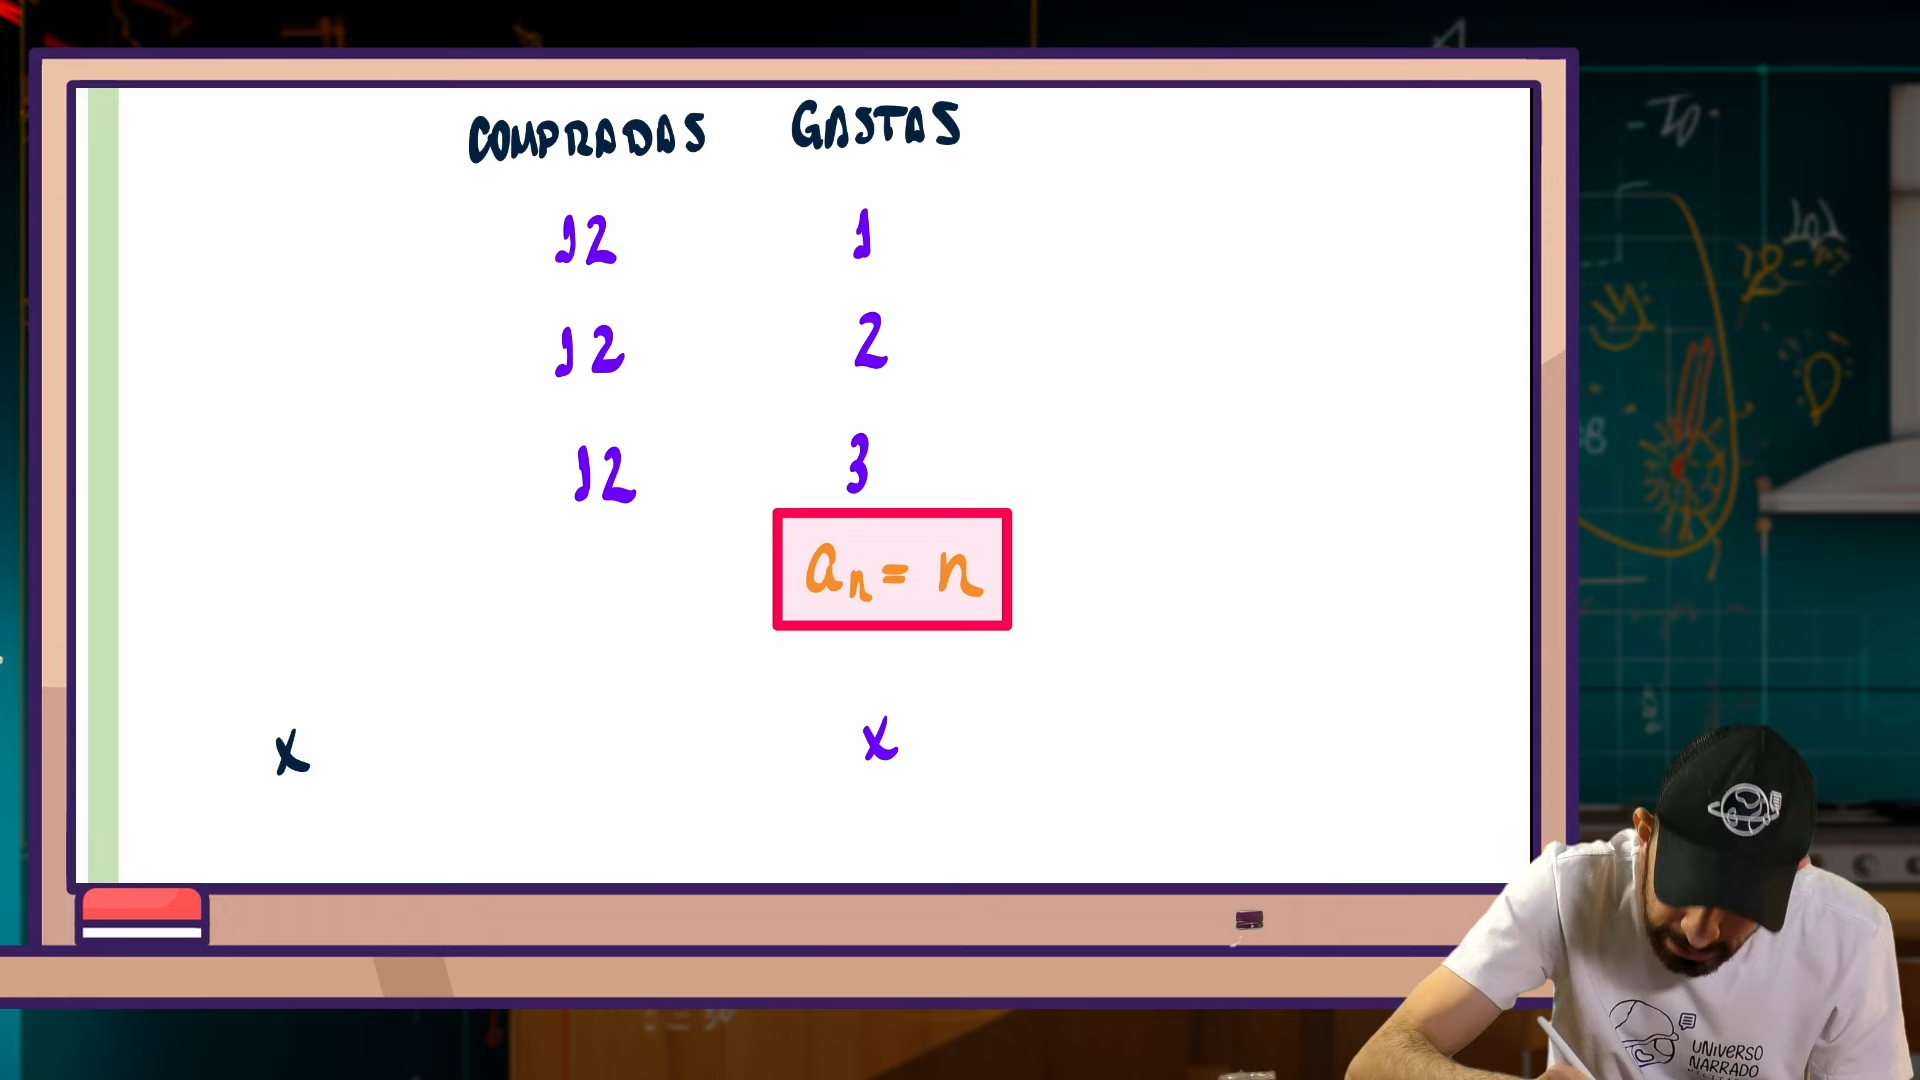 COMPRADAS GASTAS
12 1
12 2
12 3
aₙ = n
x x
UNIVERSO
NARRADO